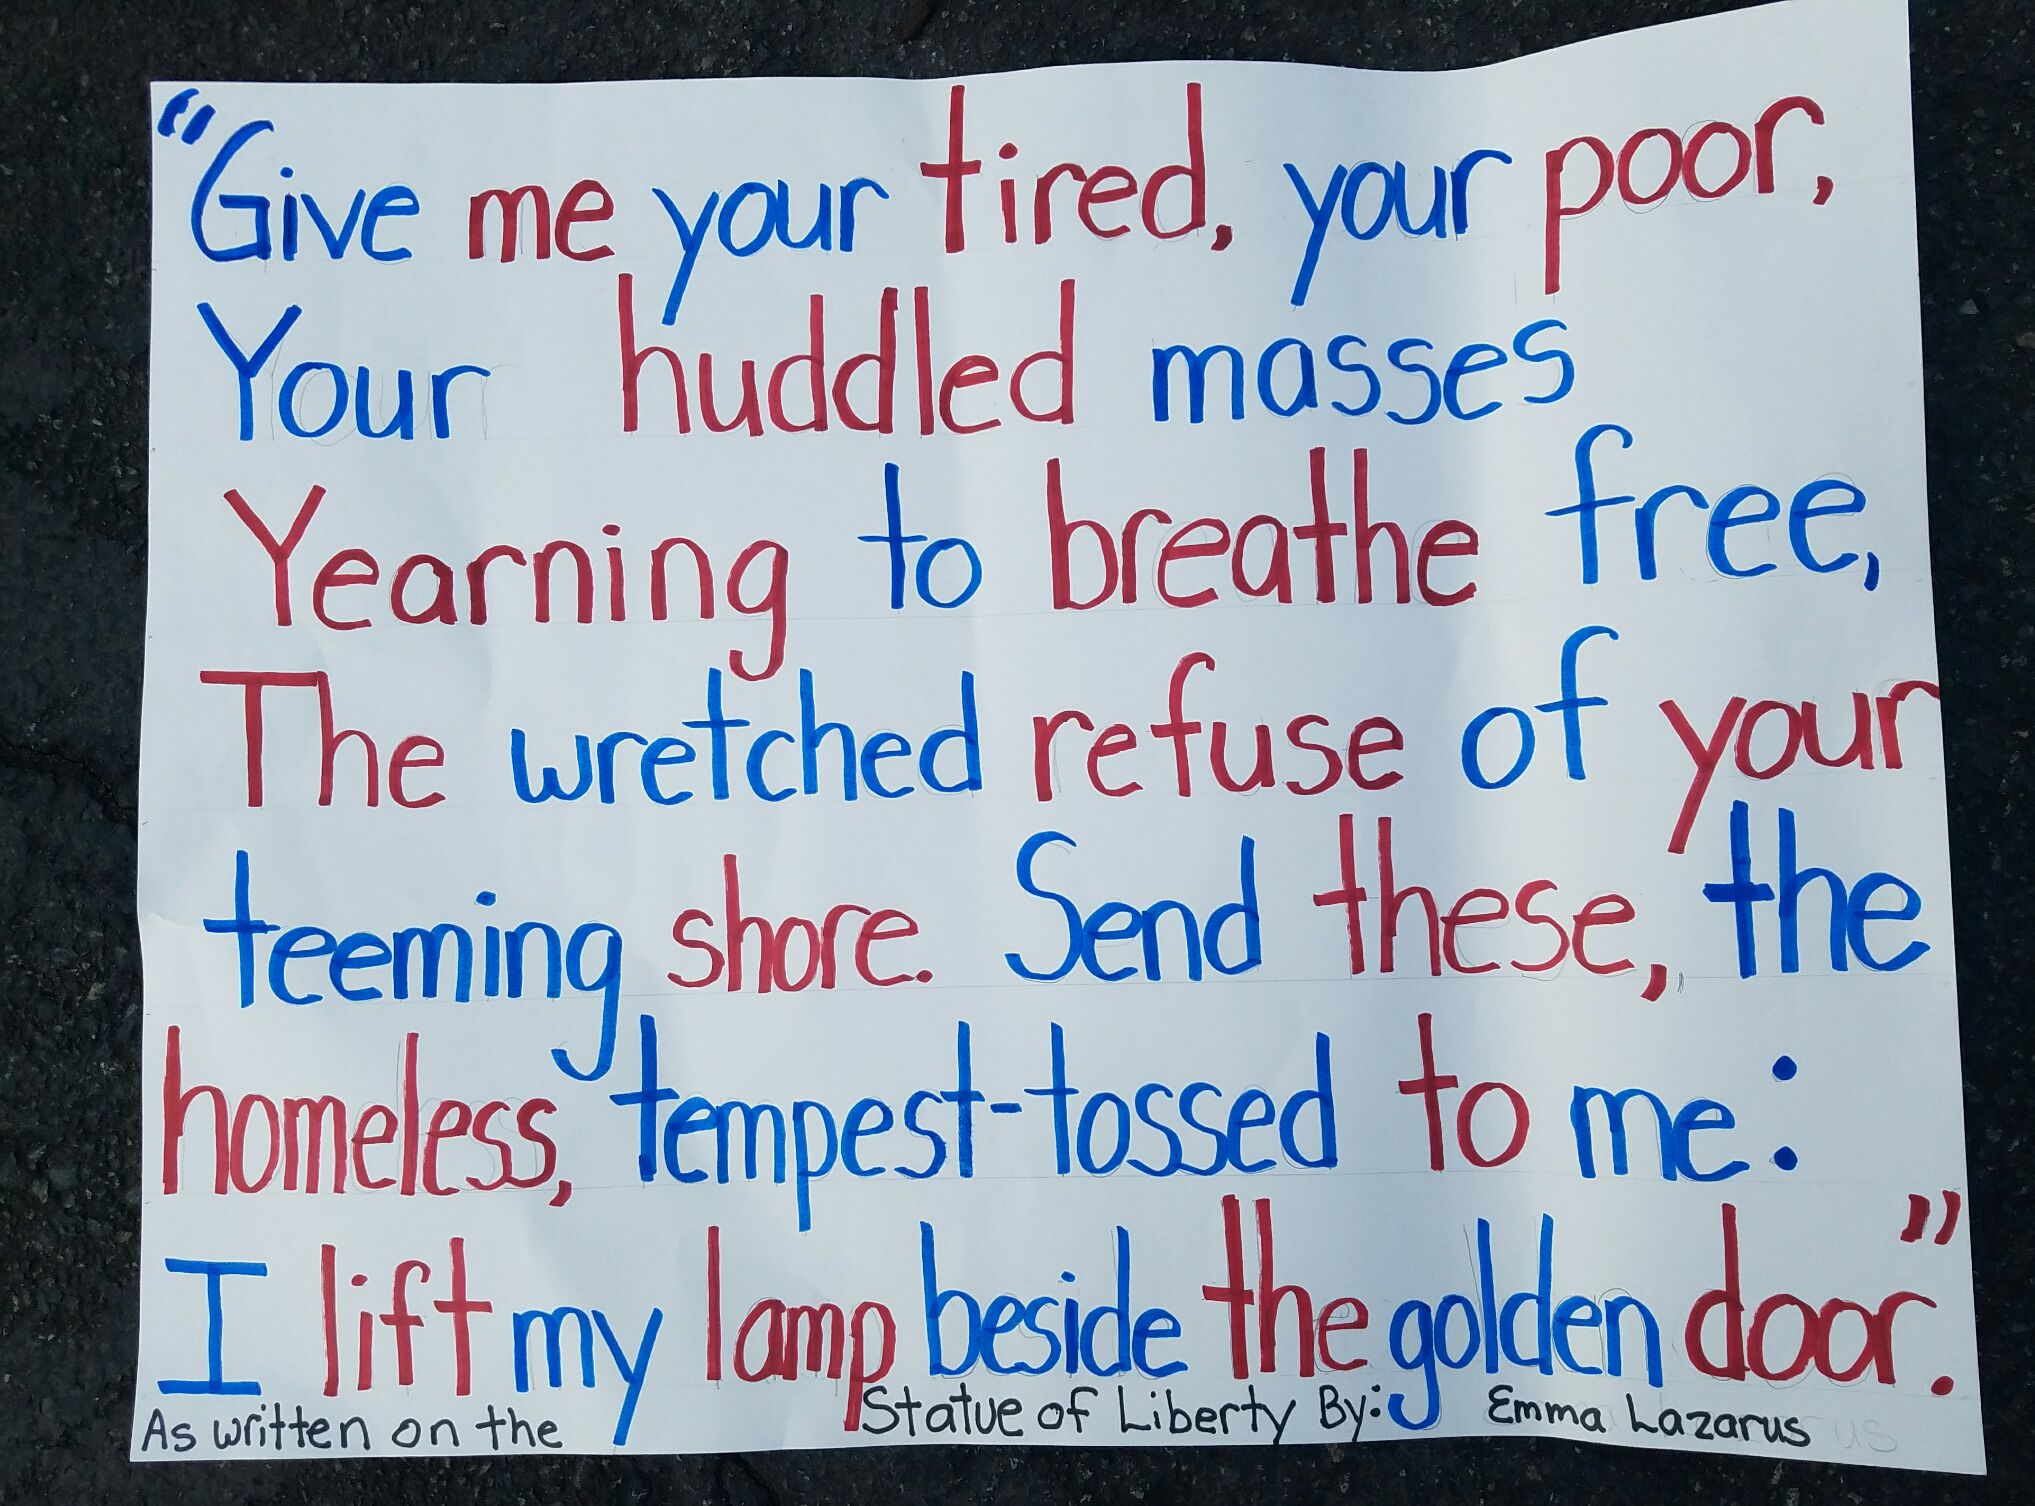 “Give me your tired, your poor,
Your huddled masses
Yearning to breathe free,
The wretched refuse of your
teeming shore. Send these, the
homeless, tempest-tossed to me:
I lift my lamp beside the golden door.”
As written on the Statue of Liberty By: Emma Lazarus